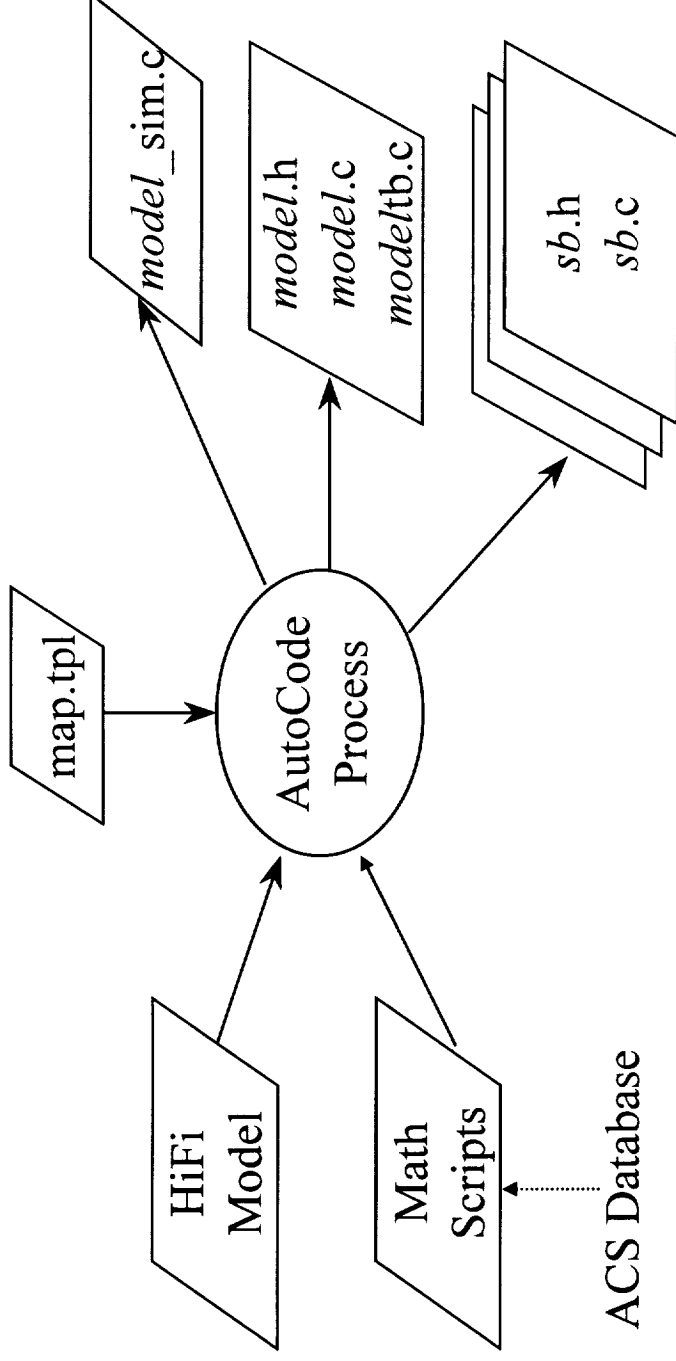 map.tpl
HiFi
Model
Math
Scripts
ACS Database
AutoCode
Process
model_sim.c
model.h
model.c
modeltb.c
sb.h
sb.c